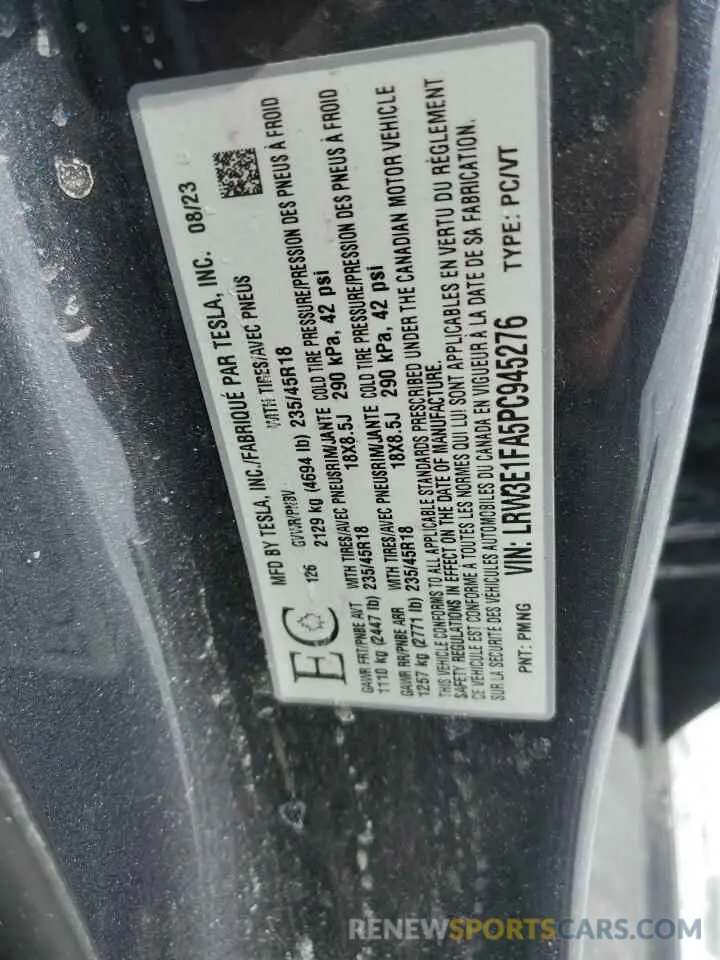 MFD BY TESLA, INC./FABRIQUÉ PAR TESLA, INC. 08/23
EC
GVWR/PNBV WITH TIRES/AVEC PNEUS
126 2129 kg (4694 lb) 235/45R18
GAWR FRT/PNBE AVT WITH TIRES/AVEC PNEUS RIM/JANTE COLD TIRE PRESSURE/PRESSION DES PNEUS À FROID
1110 kg (2447 lb) 235/45R18 18X8.5J 290 kPa, 42 psi
GAWR RR/PNBE ARR WITH TIRES/AVEC PNEUS RIM/JANTE COLD TIRE PRESSURE/PRESSION DES PNEUS À FROID
1257 kg (2771 lb) 235/45R18 18X8.5J 290 kPa, 42 psi
THIS VEHICLE CONFORMS TO ALL APPLICABLE STANDARDS PRESCRIBED UNDER THE CANADIAN MOTOR VEHICLE
SAFETY REGULATIONS IN EFFECT ON THE DATE OF MANUFACTURE.
CE VEHICULE EST CONFORME À TOUTES LES NORMES QUI LUI SONT APPLICABLES EN VERTU DU RÈGLEMENT
SUR LA SECURITÉ DES VÉHICULES AUTOMOBILES DU CANADA EN VIGUEUR À LA DATE DE SA FABRICATION.
PNT: PMNG VIN: LRW3E1FA5PC945276 TYPE: PC/VT
RENEWSPORTSCARS.COM